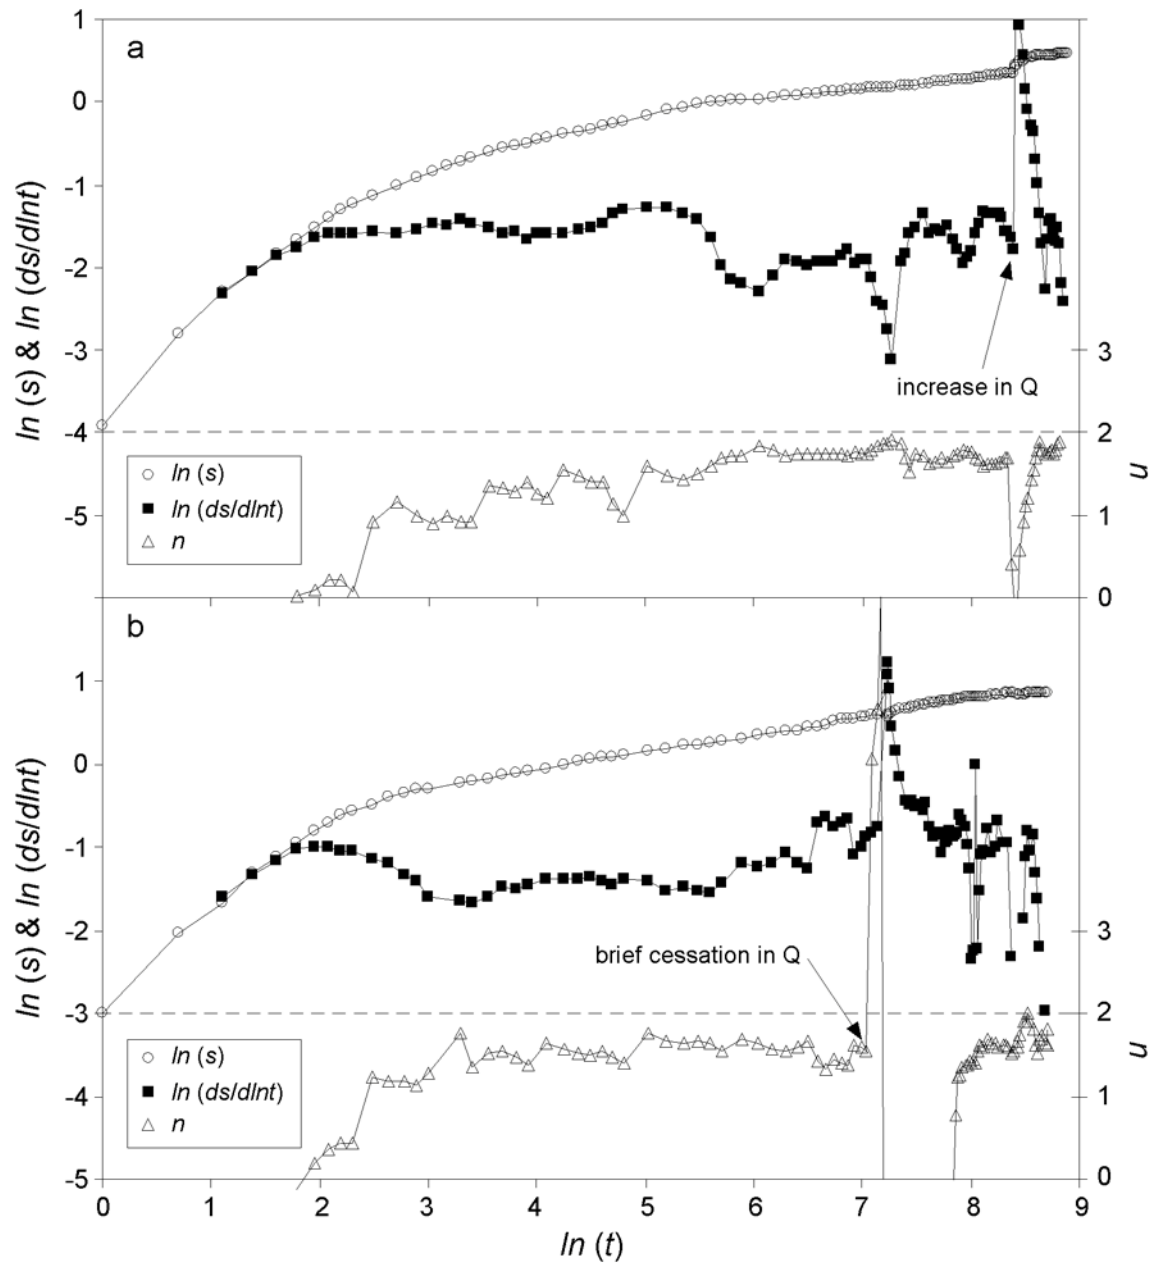 a
1
0
-1
-2
-3
-4
-5
ln (s) & ln (ds/dlnt)
3
2
1
0
n
increase in Q
ln (s)
ln (ds/dlnt)
n
b
1
0
-1
-2
-3
-4
-5
ln (s) & ln (ds/dlnt)
3
2
1
0
n
brief cessation in Q
ln (s)
ln (ds/dlnt)
n
0 1 2 3 4 5 6 7 8 9
ln (t)